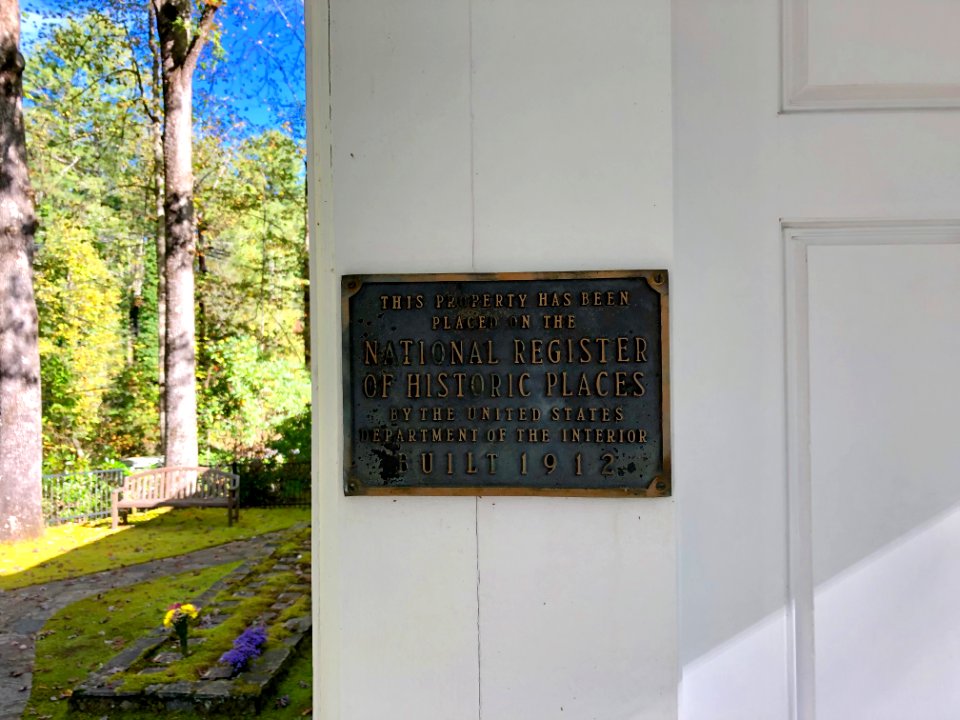 THIS PROPERTY HAS BEEN
PLACED ON THE
NATIONAL REGISTER
OF HISTORIC PLACES
BY THE UNITED STATES
DEPARTMENT OF THE INTERIOR
BUILT 1912